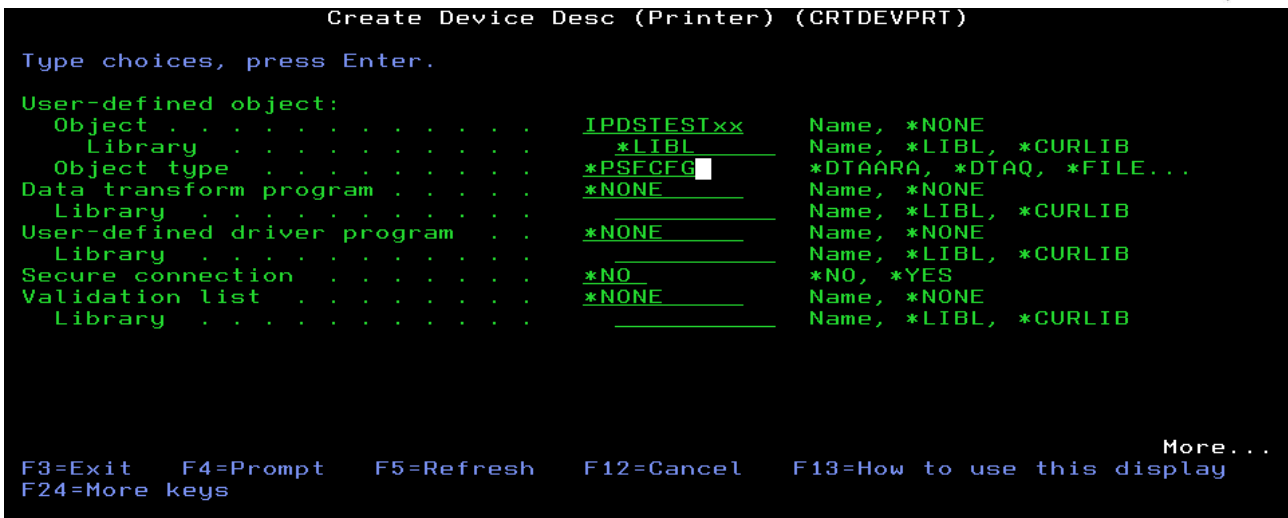 Create Device Desc (Printer) (CRTDEVPRT)
Type choices, press Enter.
User-defined object:
Object . . . . . . . . . . . . IPDSTESTxx Name, *NONE
Library . . . . . . . . . . *LIBL Name, *LIBL, *CURLIB
Object type . . . . . . . . . *PSFCFG *DTAARA, *DTAQ, *FILE...
Data transform program . . . . . *NONE Name, *NONE
Library . . . . . . . . . . . Name, *LIBL, *CURLIB
User-defined driver program . . *NONE Name, *NONE
Library . . . . . . . . . . . Name, *LIBL, *CURLIB
Secure connection . . . . . . . *NO *NO, *YES
Validation list . . . . . . . . *NONE Name, *NONE
Library . . . . . . . . . . . Name, *LIBL, *CURLIB
More...
F3=Exit F4=Prompt F5=Refresh F12=Cancel F13=How to use this display
F24=More keys